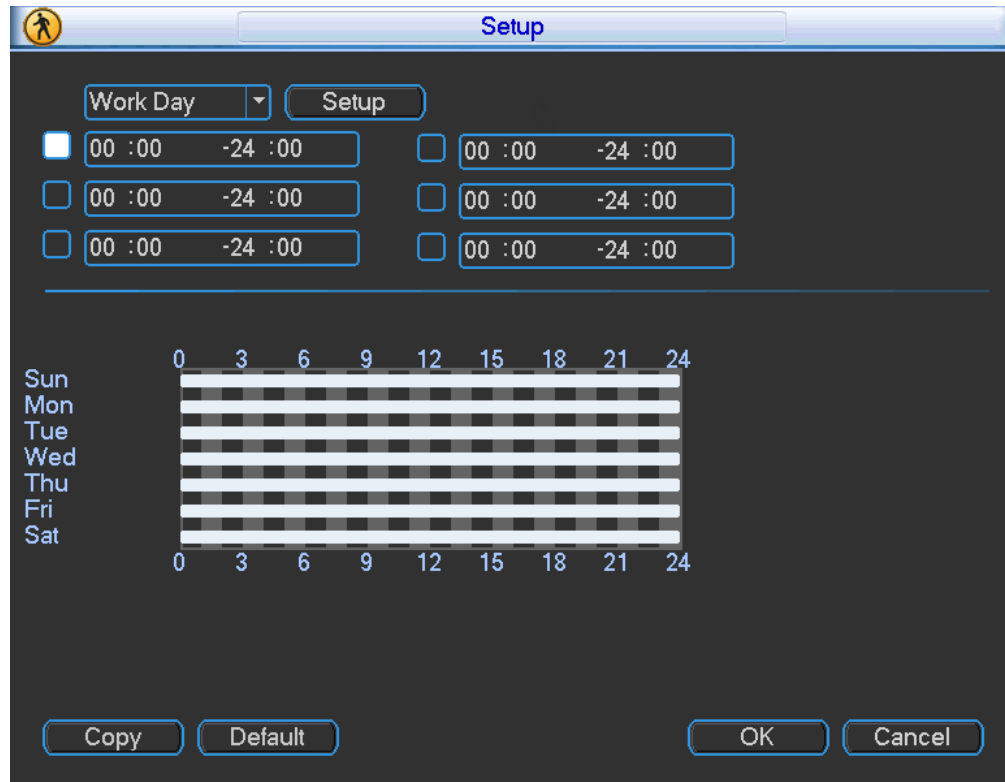 Setup
Work Day Setup
00 :00 -24 :00 00 :00 -24 :00
00 :00 -24 :00 00 :00 -24 :00
00 :00 -24 :00 00 :00 -24 :00
0 3 6 9 12 15 18 21 24
Sun
Mon
Tue
Wed
Thu
Fri
Sat
0 3 6 9 12 15 18 21 24
Copy Default OK Cancel